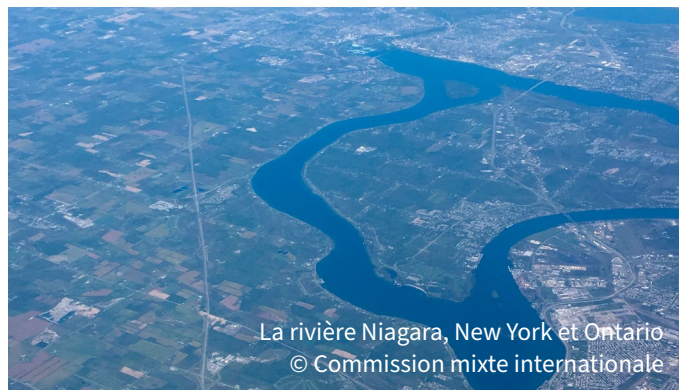 La rivière Niagara, New York et Ontario
© Commission mixte internationale